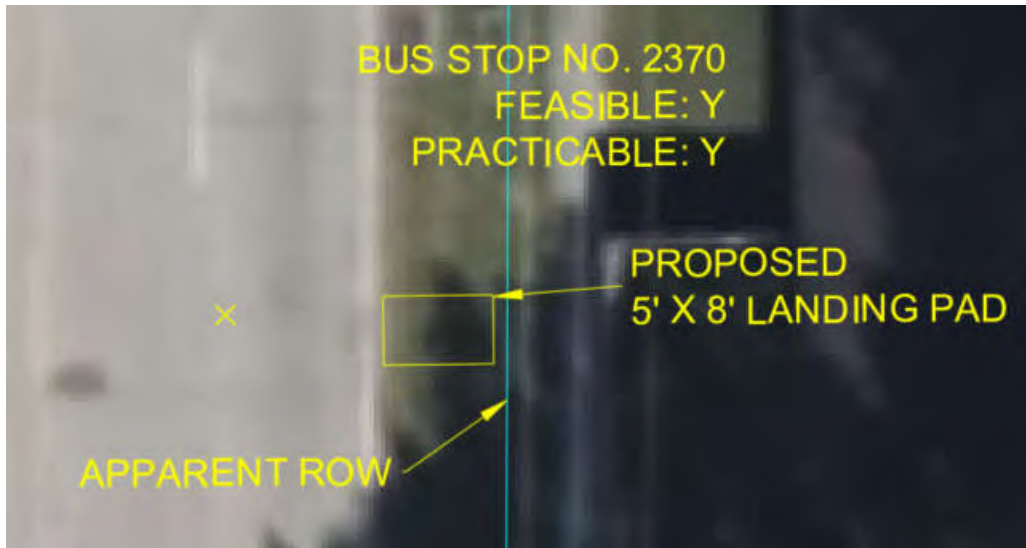 BUS STOP NO. 2370
FEASIBLE: Y
PRACTICABLE: Y
PROPOSED
5' X 8' LANDING PAD
APPARENT ROW